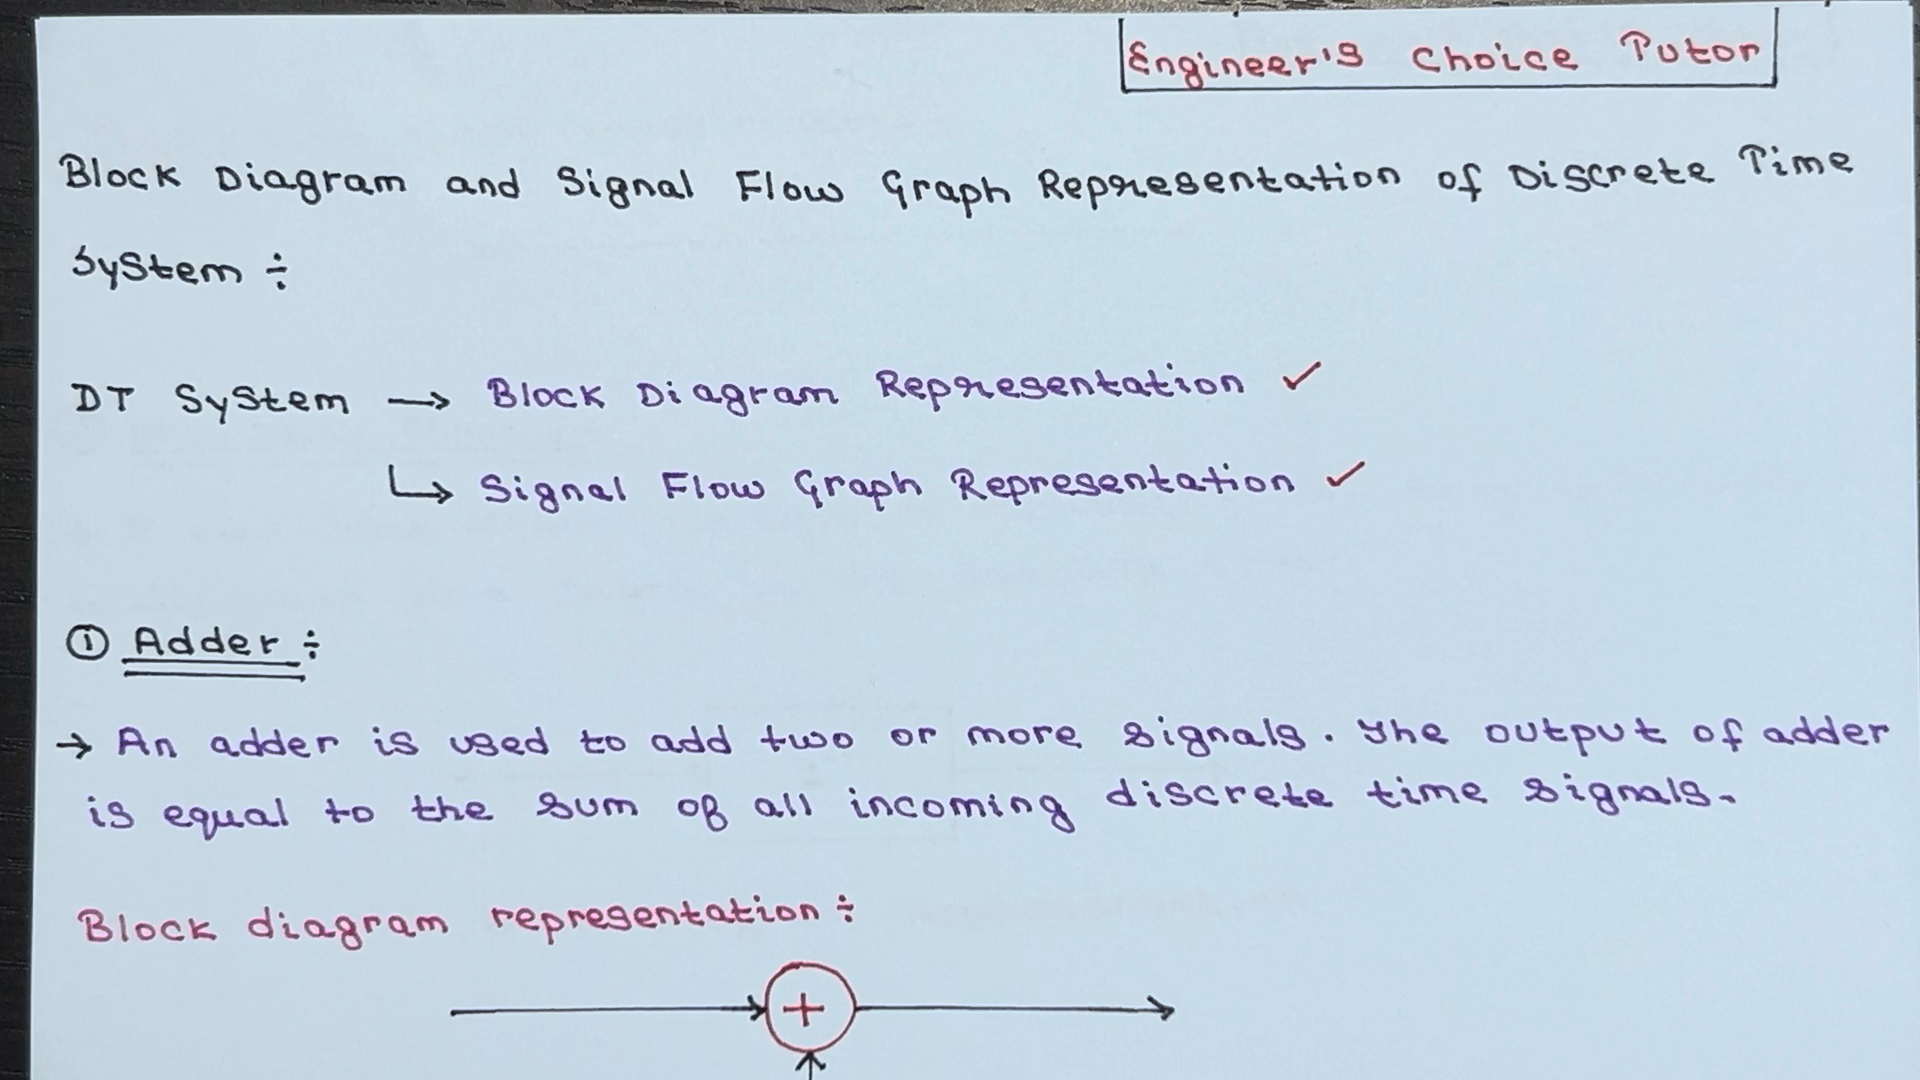 Engineer's Choice Tutor
Block Diagram and Signal Flow Graph Representation of Discrete Time
System ÷
DT System → Block Diagram Representation ✓
↳ Signal Flow Graph Representation ✓
① Adder ÷
→ An adder is used to add two or more signals. The output of adder
is equal to the sum of all incoming discrete time signals.
Block diagram representation ÷
+